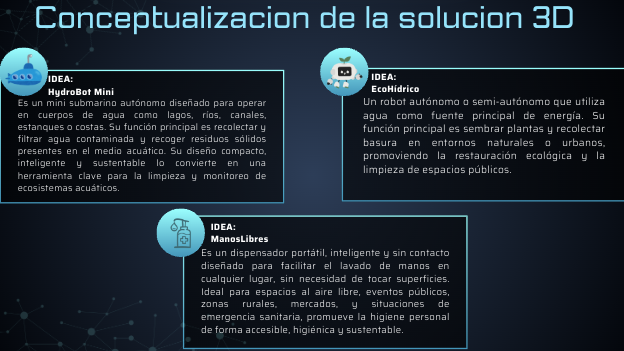 Conceptualizacion de la solucion 3D
IDEA:
HydroBot Mini
Es un mini submarino autónomo diseñado para operar
en cuerpos de agua como lagos, ríos, canales,
estanques o costas. Su función principal es recolectar y
filtrar agua contaminada y recoger residuos sólidos
presentes en el medio acuático. Su diseño compacto,
inteligente y sustentable lo convierte en una
herramienta clave para la limpieza y monitoreo de
ecosistemas acuáticos.
IDEA:
EcoHídrico
Un robot autónomo o semi-autónomo que utiliza
agua como fuente principal de energía. Su
función principal es sembrar plantas y recolectar
basura en entornos naturales o urbanos,
promoviendo la restauración ecológica y la
limpieza de espacios públicos.
IDEA:
ManosLibres
Es un dispensador portátil, inteligente y sin contacto
diseñado para facilitar el lavado de manos en
cualquier lugar, sin necesidad de tocar superficies.
Ideal para espacios al aire libre, eventos públicos,
zonas rurales, mercados, y situaciones de
emergencia sanitaria, promueve la higiene personal
de forma accesible, higiénica y sustentable.